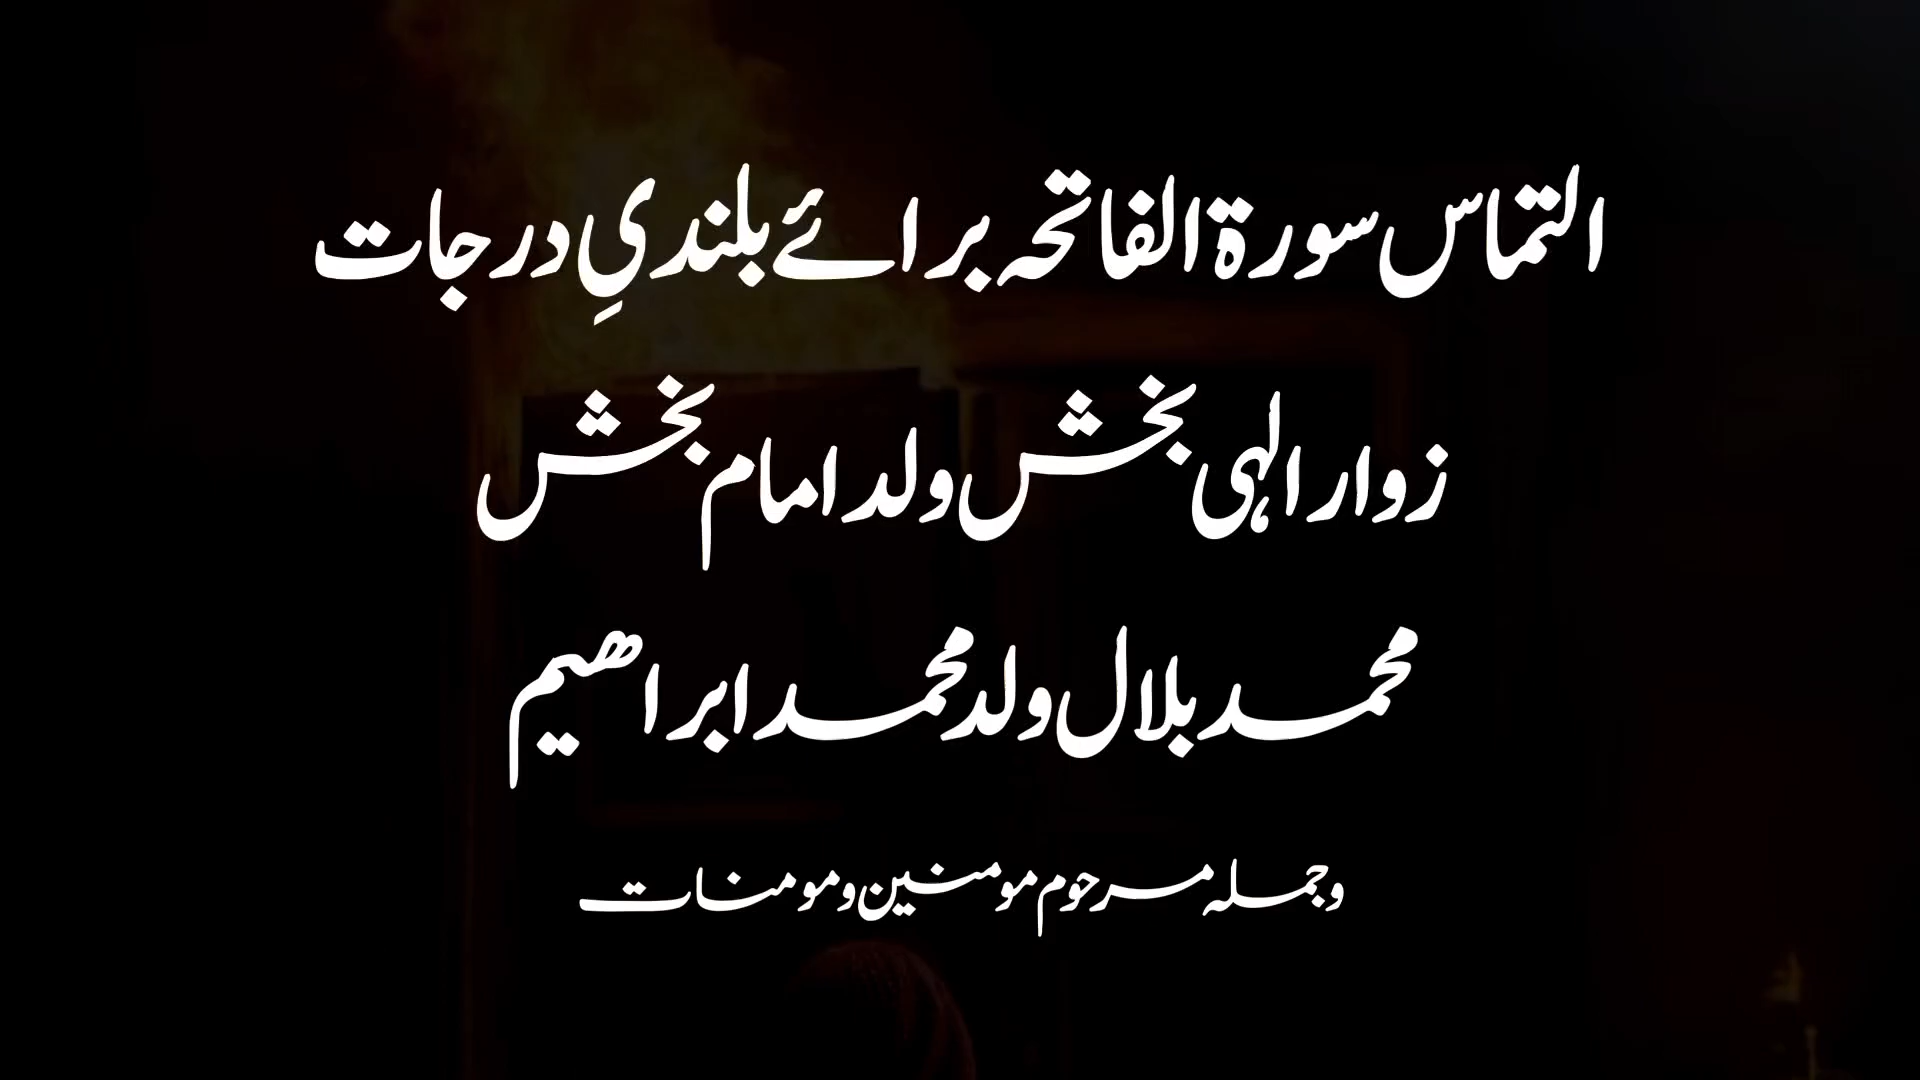 التماس سورۃ الفاتحہ برائے بلندیِ درجات
زوار الہی بخش ولد امام بخش
محمد بلال ولد محمد ابراھیم
و جملہ مرحوم مومنین و مومنات